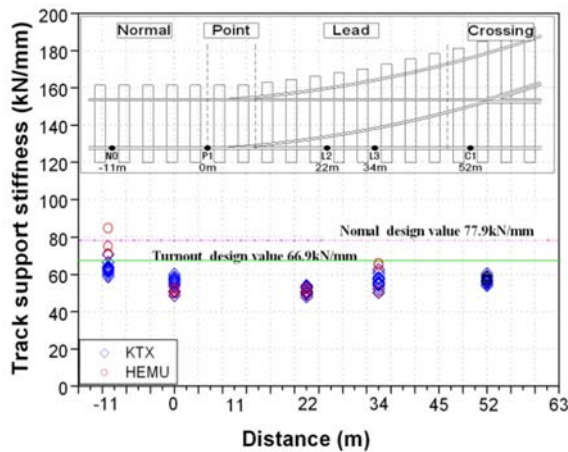 Track support stiffness (kN/mm)
200
180
160
140
120
100
80
60
40
20
0
Normal Point Lead Crossing
N0 P1 L2 L3 C1
-11m 0m 22m 34m 52m
Nomal design value 77.9kN/mm
Turnout design value 66.9kN/mm
KTX
HEMU
-11 0 11 22 34 45 52 63
Distance (m)